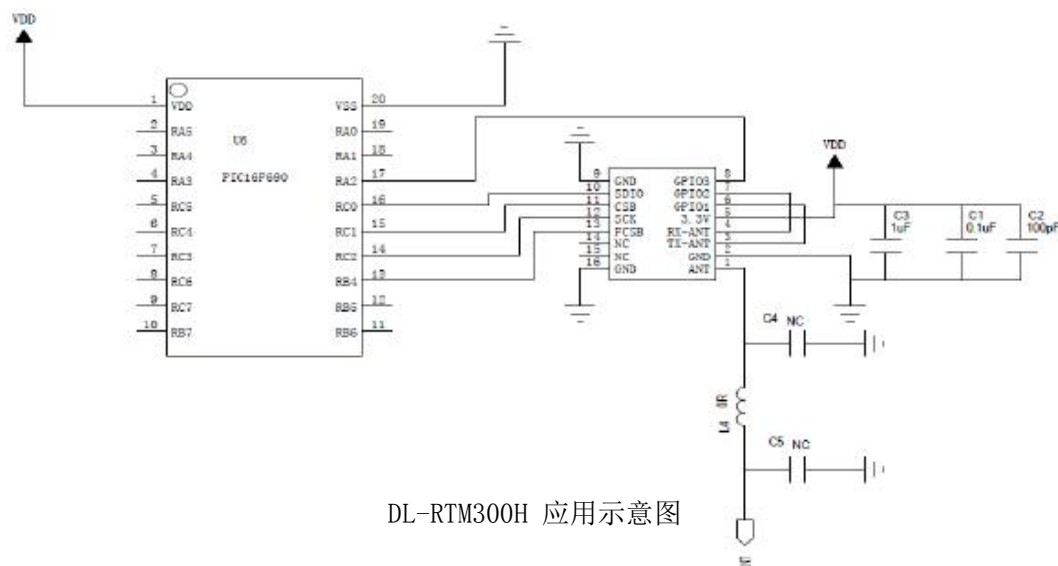 VDD
1 VDD VSS 20
2 RA5 RA0 19
3 RA4 U6 RA1 18
4 RA3 PIC16F690 RA2 17
5 RC5 RC0 16
6 RC4 RC1 15
7 RC3 RC2 14
8 RC6 RB4 13
9 RC7 RB5 12
10 RB7 RB6 11
VDD
9 GND GPIO3 8
10 SDIO GPIO2 7
11 CSB GPIO1 6
12 SCK 3.3V 5
13 FCSB RX-ANT 4
14 NC TX-ANT 3
15 NC GND 2
16 GND ANT 1
C3
1uF
C1
0.1uF
C2
100pF
C4 NC
L4 0R
C5 NC
DL-RTM300H 应用示意图